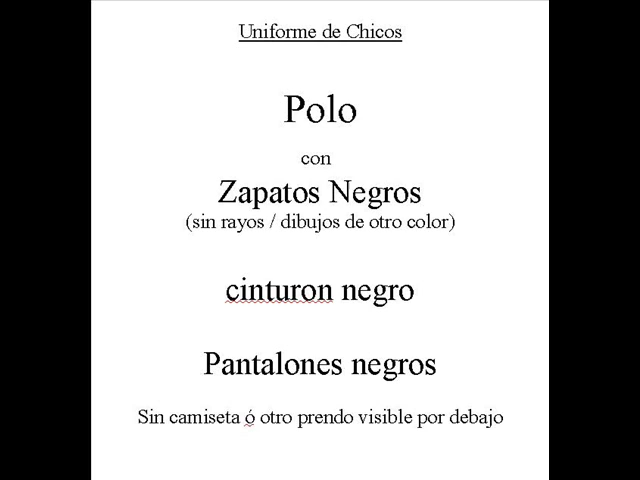 Uniforme de Chicos
Polo
con
Zapatos Negros
(sin rayos / dibujos de otro color)
cinturon negro
Pantalones negros
Sin camiseta ó otro prendo visible por debajo